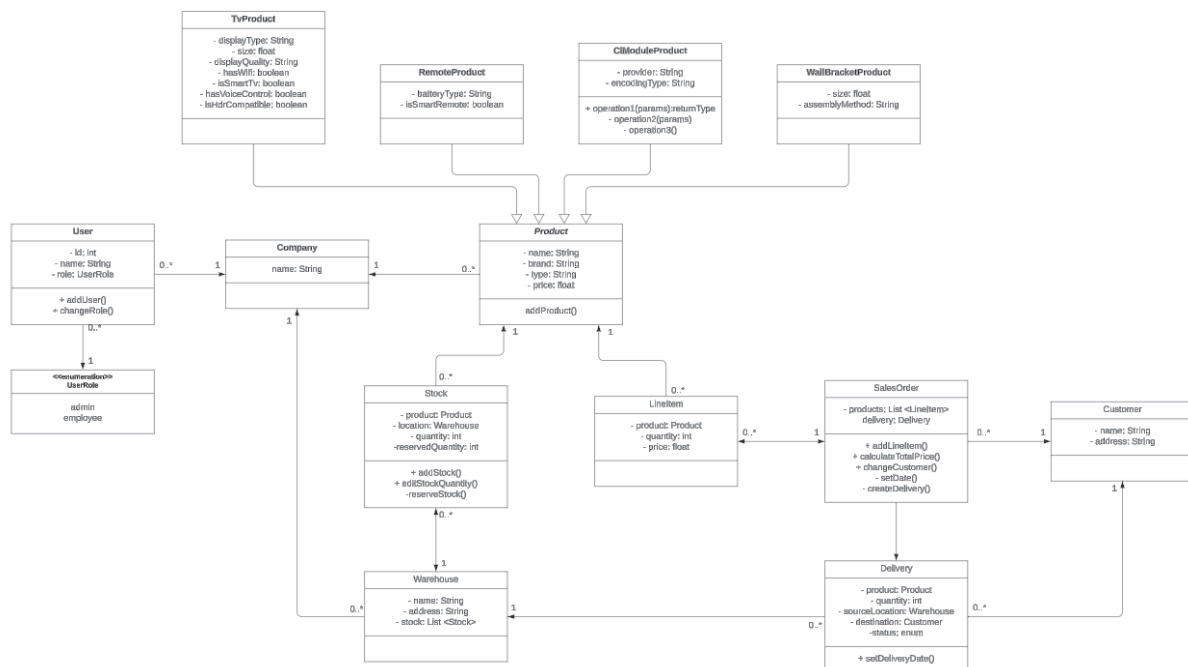 TvProduct
- displayType: String
- size: float
- displayQuality: String
- hasWifi: boolean
- isSmartTv: boolean
- hasVoiceControl: boolean
- isHdrCompatible: boolean
RemoteProduct
- batteryType: String
- isSmartRemote: boolean
CiModuleProduct
- provider: String
- encodingType: String
+ operation1(params):returnType
- operation2(params)
- operation3()
WallBracketProduct
- size: float
- assemblyMethod: String
User
- id: int
- name: String
- role: UserRole
+ addUser()
+ changeRole()
0..*
1
Company
name: String
1
0..*
Product
- name: String
- brand: String
- type: String
- price: float
addProduct()
0..*
1
1
1
1
<<enumeration>>
UserRole
admin
employee
0..*
0..*
Stock
- product: Product
- location: Warehouse
- quantity: int
-reservedQuantity: int
+ addStock()
+ editStockQuantity()
-reserveStock()
LineItem
- product: Product
- quantity: int
- price: float
0..*
1
SalesOrder
- products: List <LineItem>
delivery: Delivery
+ addLineItem()
+ calculateTotalPrice()
+ changeCustomer()
- setDate()
- createDelivery()
0..*
1
Customer
- name: String
- address: String
1
0..*
1
Warehouse
- name: String
- address: String
- stock: List <Stock>
0..*
1
0..*
Delivery
- product: Product
- quantity: int
- sourceLocation: Warehouse
- destination: Customer
-status: enum
+ setDeliveryDate()
0..*